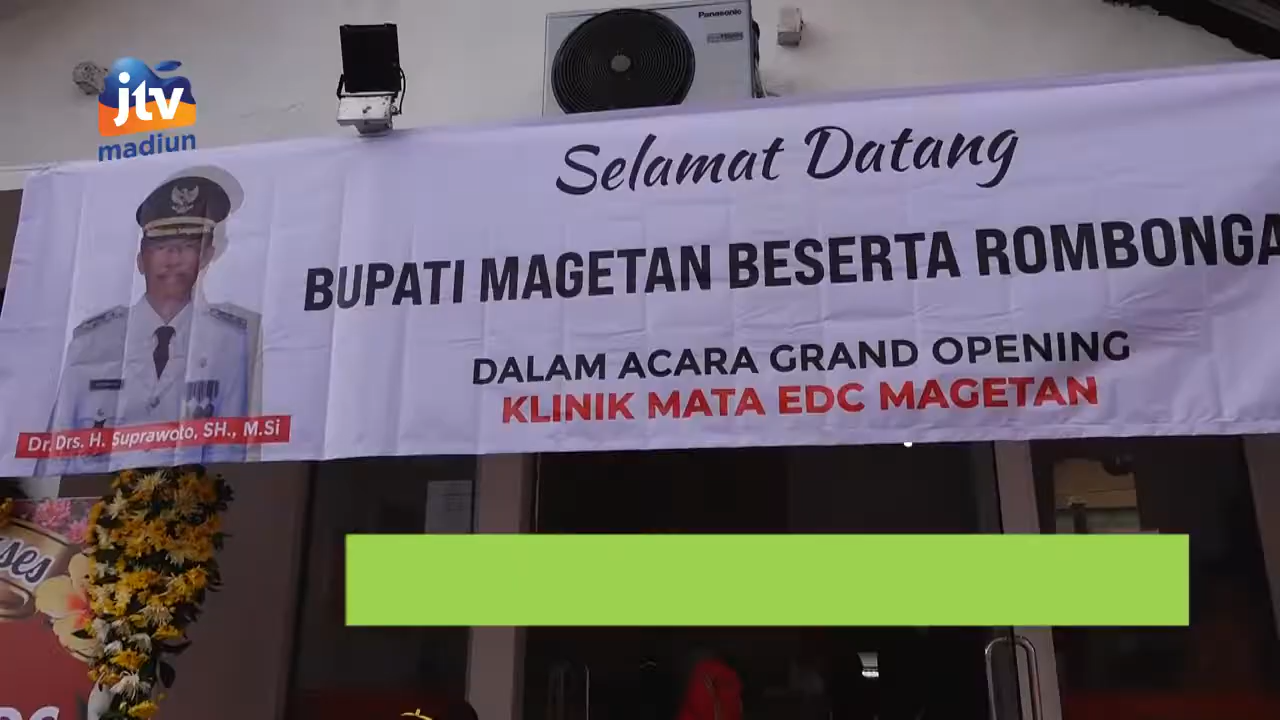 Panasonic
jtv
madiun
Selamat Datang
BUPATI MAGETAN BESERTA ROMBONGA
DALAM ACARA GRAND OPENING
KLINIK MATA EDC MAGETAN
Dr. Drs. H. Suprawoto, SH., M.Si
ses